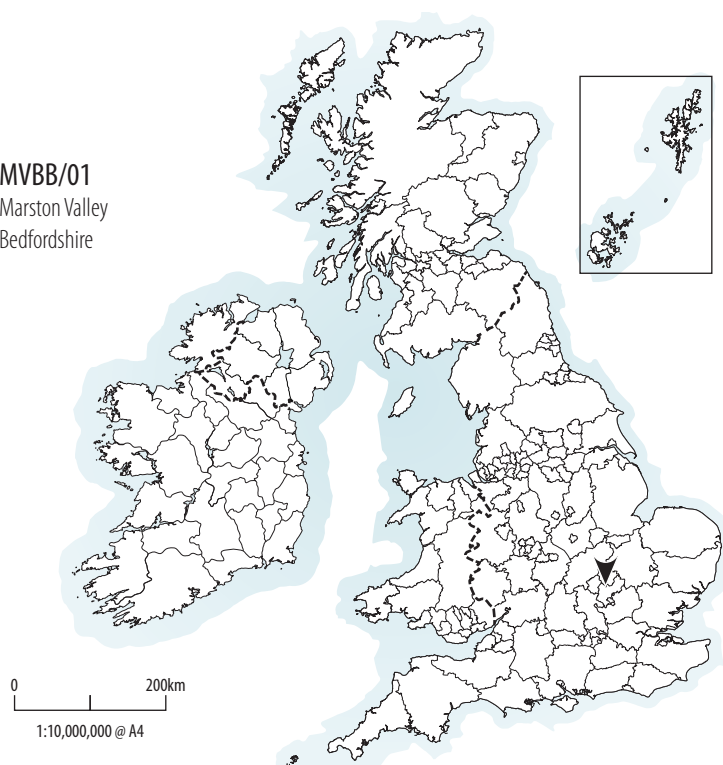 MVBB/01
Marston Valley
Bedfordshire
0 200km
1:10,000,000 @ A4